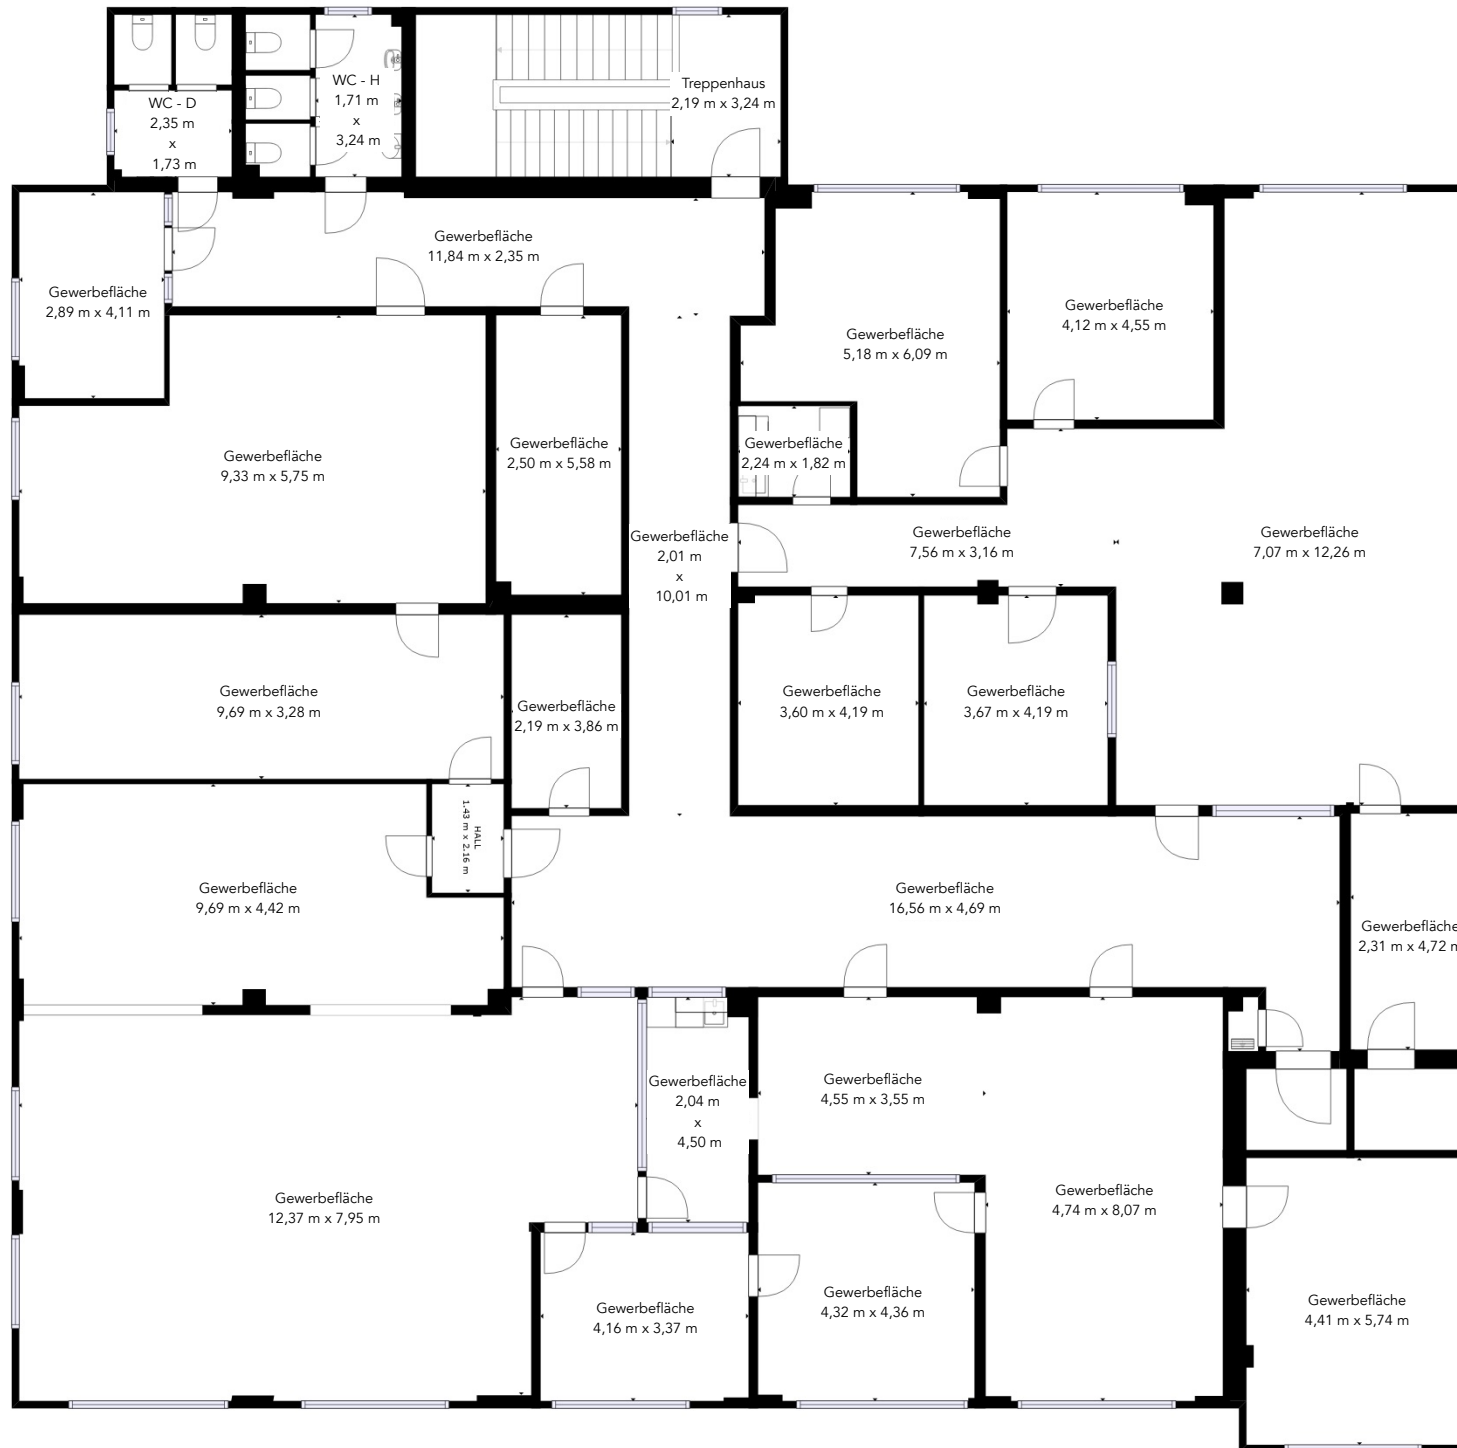 Treppenhaus
2,19 m x 3,24 m
WC - H
1,71 m
x
3,24 m
WC - D
2,35 m
x
1,73 m
Gewerbefläche
11,84 m x 2,35 m
Gewerbefläche
2,89 m x 4,11 m
Gewerbefläche
4,12 m x 4,55 m
Gewerbefläche
5,18 m x 6,09 m
Gewerbefläche
9,33 m x 5,75 m
Gewerbefläche
2,50 m x 5,58 m
Gewerbefläche
2,24 m x 1,82 m
Gewerbefläche
2,01 m
x
10,01 m
Gewerbefläche
7,56 m x 3,16 m
Gewerbefläche
7,07 m x 12,26 m
Gewerbefläche
9,69 m x 3,28 m
Gewerbefläche
2,19 m x 3,86 m
Gewerbefläche
3,60 m x 4,19 m
Gewerbefläche
3,67 m x 4,19 m
HALL
1.43 m x 2.16 m
Gewerbefläche
9,69 m x 4,42 m
Gewerbefläche
16,56 m x 4,69 m
Gewerbefläche
2,31 m x 4,72 m
Gewerbefläche
2,04 m
x
4,50 m
Gewerbefläche
4,55 m x 3,55 m
Gewerbefläche
12,37 m x 7,95 m
Gewerbefläche
4,74 m x 8,07 m
Gewerbefläche
4,16 m x 3,37 m
Gewerbefläche
4,32 m x 4,36 m
Gewerbefläche
4,41 m x 5,74 m